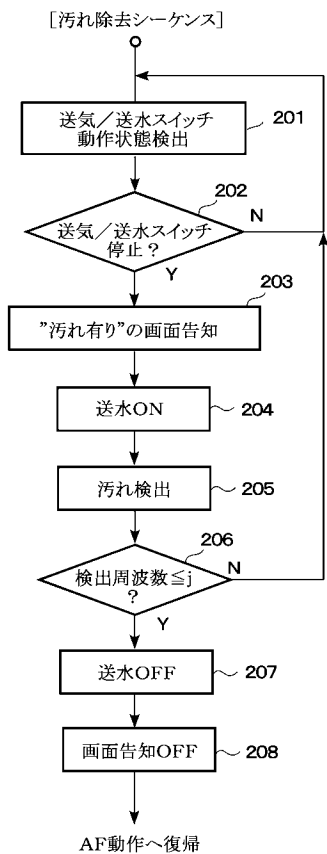 [汚れ除去シーケンス]
送気／送水スイッチ
動作状態検出
201
202
送気／送水スイッチ
停止？
N
Y
203
”汚れ有り”の画面告知
送水ON
204
汚れ検出
205
206
検出周波数≦j
？
N
Y
送水OFF
207
画面告知OFF
208
AF動作へ復帰